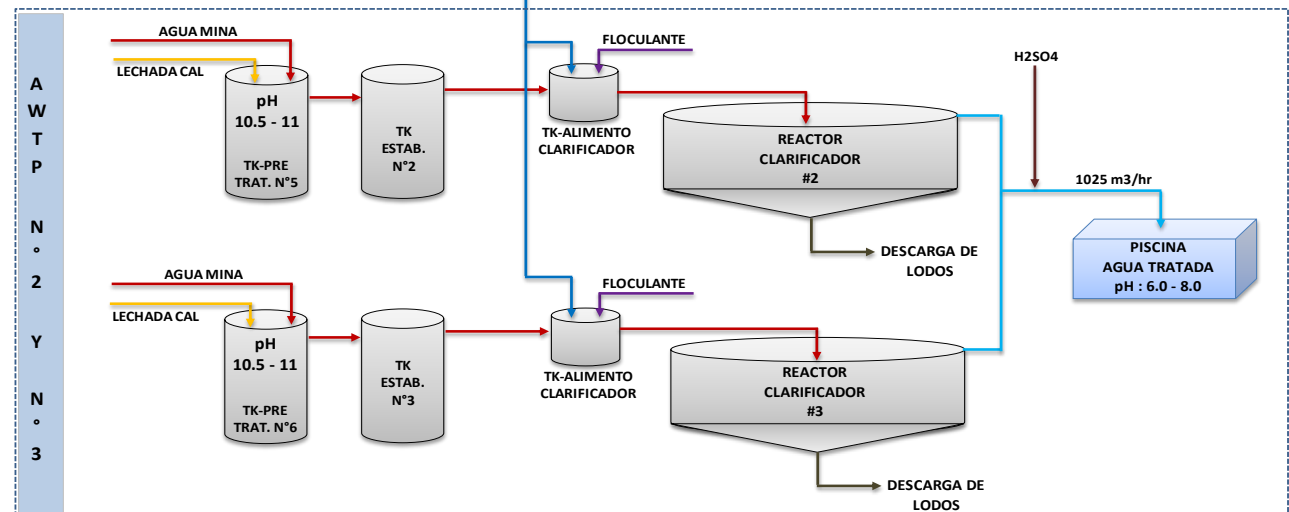 A
W
T
P
N
°
2
Y
N
°
3
AGUA MINA
LECHADA CAL
pH
10.5 - 11
TK-PRE
TRAT. N°5
TK
ESTAB.
N°2
FLOCULANTE
TK-ALIMENTO
CLARIFICADOR
REACTOR
CLARIFICADOR
#2
DESCARGA DE
LODOS
H2SO4
1025 m3/hr
PISCINA
AGUA TRATADA
pH : 6.0 - 8.0
AGUA MINA
LECHADA CAL
pH
10.5 - 11
TK-PRE
TRAT. N°6
TK
ESTAB.
N°3
FLOCULANTE
TK-ALIMENTO
CLARIFICADOR
REACTOR
CLARIFICADOR
#3
DESCARGA DE
LODOS